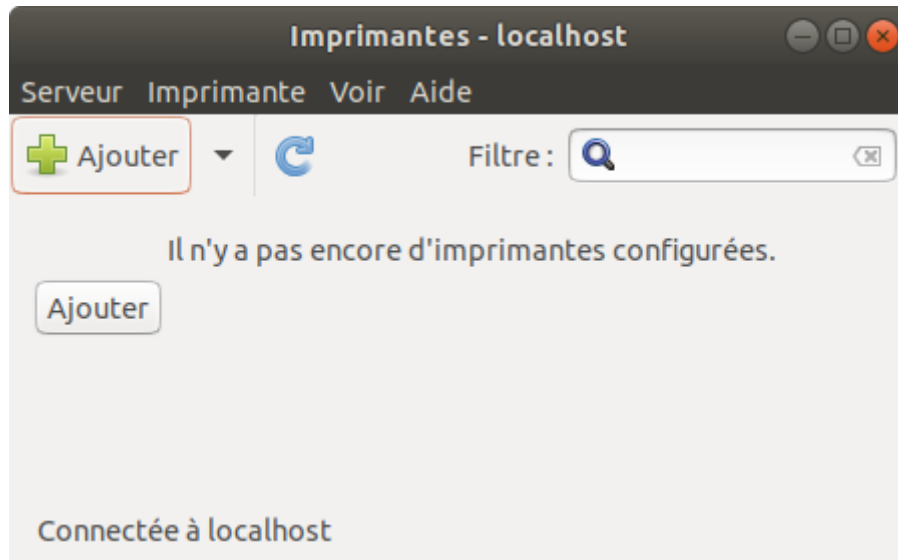 Imprimantes - localhost
Serveur Imprimante Voir Aide
Ajouter Filtre :
Il n'y a pas encore d'imprimantes configurées.
Ajouter
Connectée à localhost